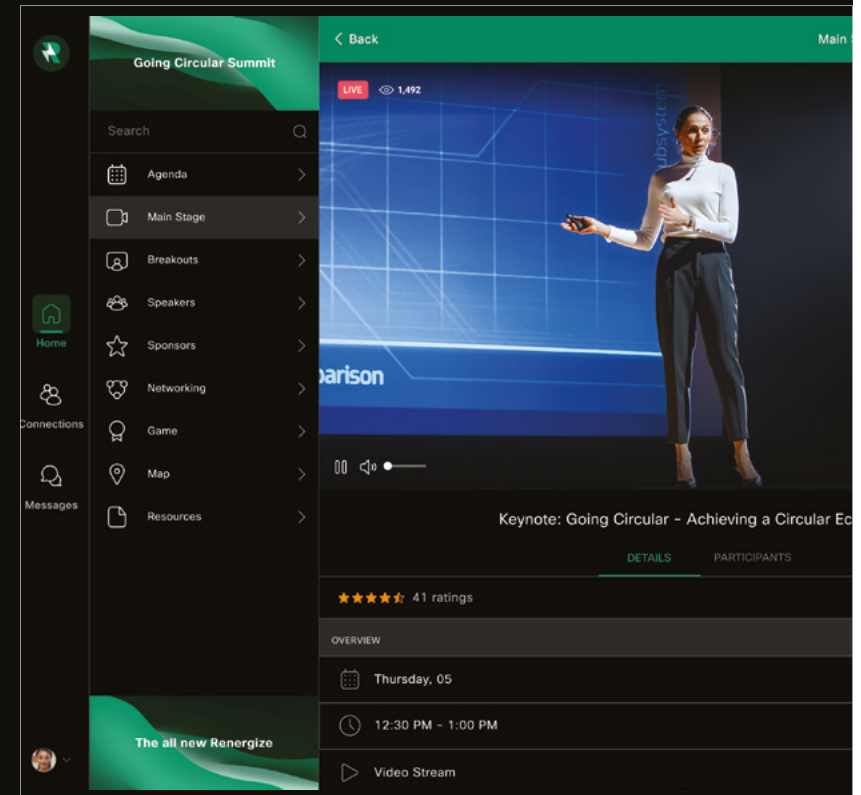 Going Circular Summit
Search
Agenda
Main Stage
Breakouts
Speakers
Sponsors
Networking
Game
Map
Resources
The all new Renergize
Home
Connections
Messages
Back
Main
LIVE 1,492
ubsystem
parison
Keynote: Going Circular - Achieving a Circular Ec
DETAILS PARTICIPANTS
41 ratings
OVERVIEW
Thursday, 05
12:30 PM - 1:00 PM
Video Stream